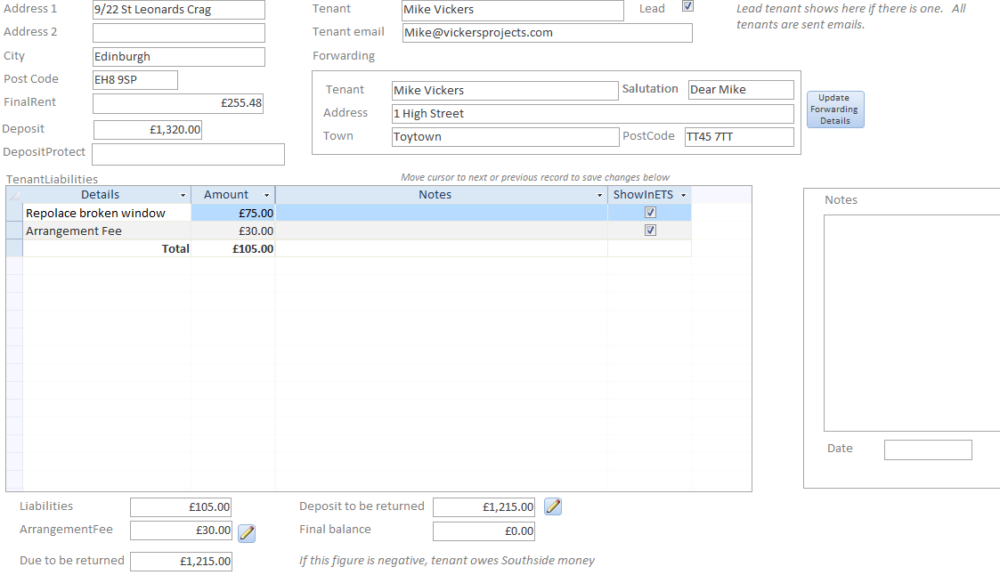 Address 1 9/22 St Leonards Crag
Address 2
City Edinburgh
Post Code EH8 9SP
FinalRent £255.48
Deposit £1,320.00
DepositProtect
Tenant Mike Vickers Lead
Tenant email Mike@vickersprojects.com
Lead tenant shows here if there is one. All
tenants are sent emails.
Forwarding
Tenant Mike Vickers Salutation Dear Mike
Address 1 High Street
Town Toytown PostCode TT45 7TT
Update
Forwarding
Details
TenantLiabilities
Move cursor to next or previous record to save changes below
Details Amount Notes ShowInETS
Repolace broken window £75.00
Arrangement Fee £30.00
Total £105.00
Notes
Date
Liabilities £105.00
ArrangementFee £30.00
Due to be returned £1,215.00
Deposit to be returned £1,215.00
Final balance £0.00
If this figure is negative, tenant owes Southside money